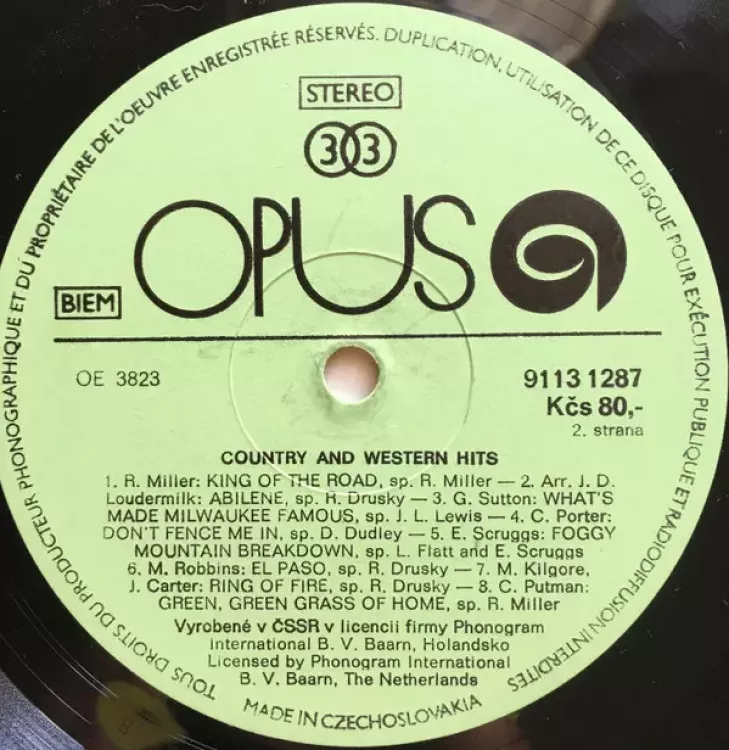 TOUS DROITS DU PRODUCTEUR PHONOGRAPHIQUE ET DU PROPRIÉTAIRE DE L'OEUVRE ENREGISTRÉE RÉSERVÉS. DUPLICATION, UTILISATION DE CE DISQUE POUR EXÉCUTION PUBLIQUE ET RADIODIFFUSION INTERDITES
STEREO
33
OPUS
BIEM
OE 3823
9113 1287
Kčs 80,-
2. strana
COUNTRY AND WESTERN HITS
1. R. Miller: KING OF THE ROAD, sp. R. Miller — 2. Arr. J. D.
Loudermilk: ABILENE, sp. R. Drusky — 3. G. Sutton: WHAT'S
MADE MILWAUKEE FAMOUS, sp. J. L. Lewis — 4. C. Porter:
DON'T FENCE ME IN, sp. D. Dudley — 5. E. Scruggs: FOGGY
MOUNTAIN BREAKDOWN, sp. L. Flatt and E. Scruggs
6. M. Robbins: EL PASO, sp. R. Drusky — 7. M. Kilgore,
J. Carter: RING OF FIRE, sp. R. Drusky — 8. C. Putman:
GREEN, GREEN GRASS OF HOME, sp. R. Miller
Vyrobené v ČSSR v licencii firmy Phonogram
international B. V. Baarn, Holandsko
Licensed by Phonogram International
B. V. Baarn, The Netherlands
MADE IN CZECHOSLOVAKIA